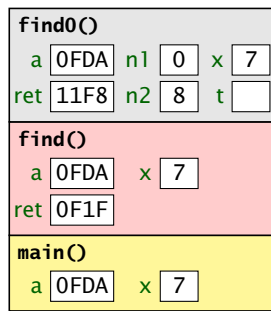 find0()
a 0FDA n1 0 x 7
ret 11F8 n2 8 t
find()
a 0FDA x 7
ret 0F1F
main()
a 0FDA x 7